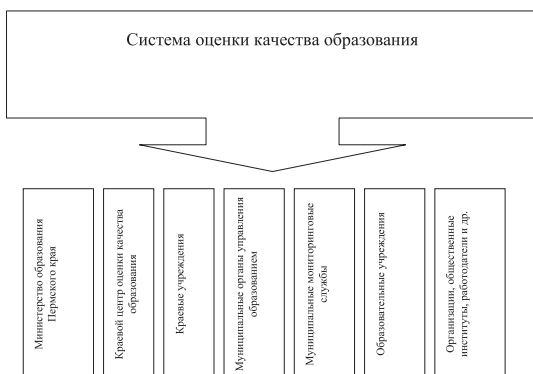 Система оценки качества образования
Министерство образования
Пермского края
Краевой центр оценки качества
образования
Краевые учреждения
Муниципальные органы управления
образованием
Муниципальные мониторинговые
службы
Образовательные учреждения
Организации, общественные
институты, работодатели и др.